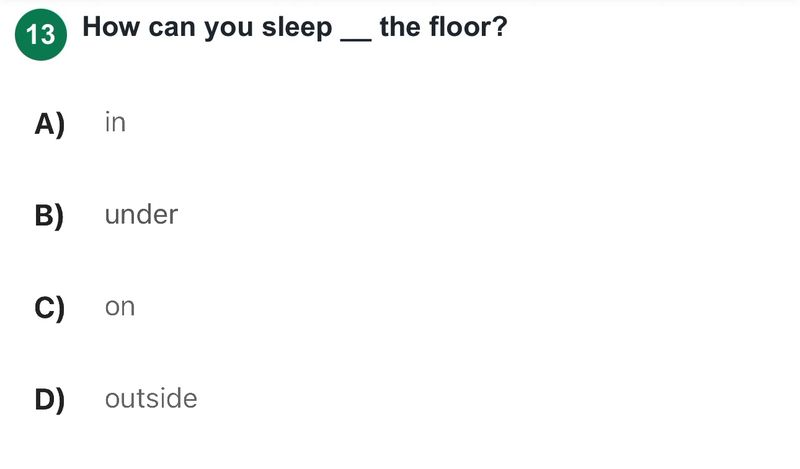 13 How can you sleep __ the floor?
A) in
B) under
C) on
D) outside